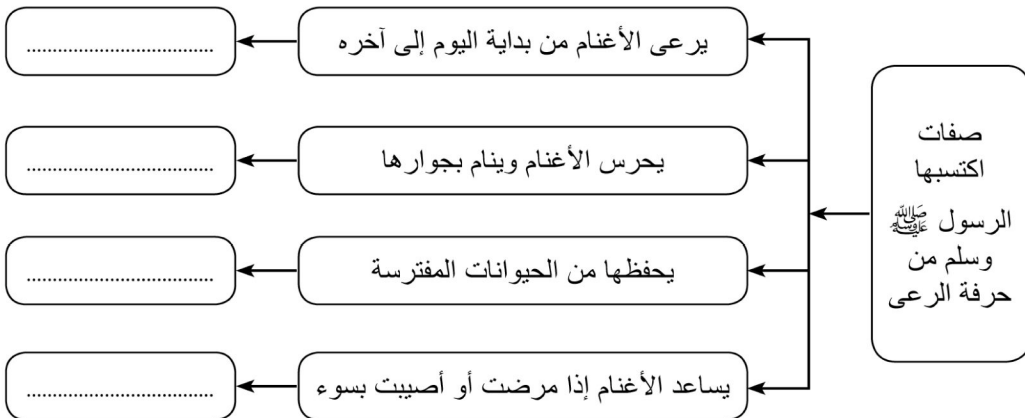 صفات
اكتسبها
الرسول ﷺ
وسلم من
حرفة الرعى
يرعى الأغنام من بداية اليوم إلى آخره
..................................
يحرس الأغنام وينام بجوارها
..................................
يحفظها من الحيوانات المفترسة
..................................
يساعد الأغنام إذا مرضت أو أصيبت بسوء
..................................